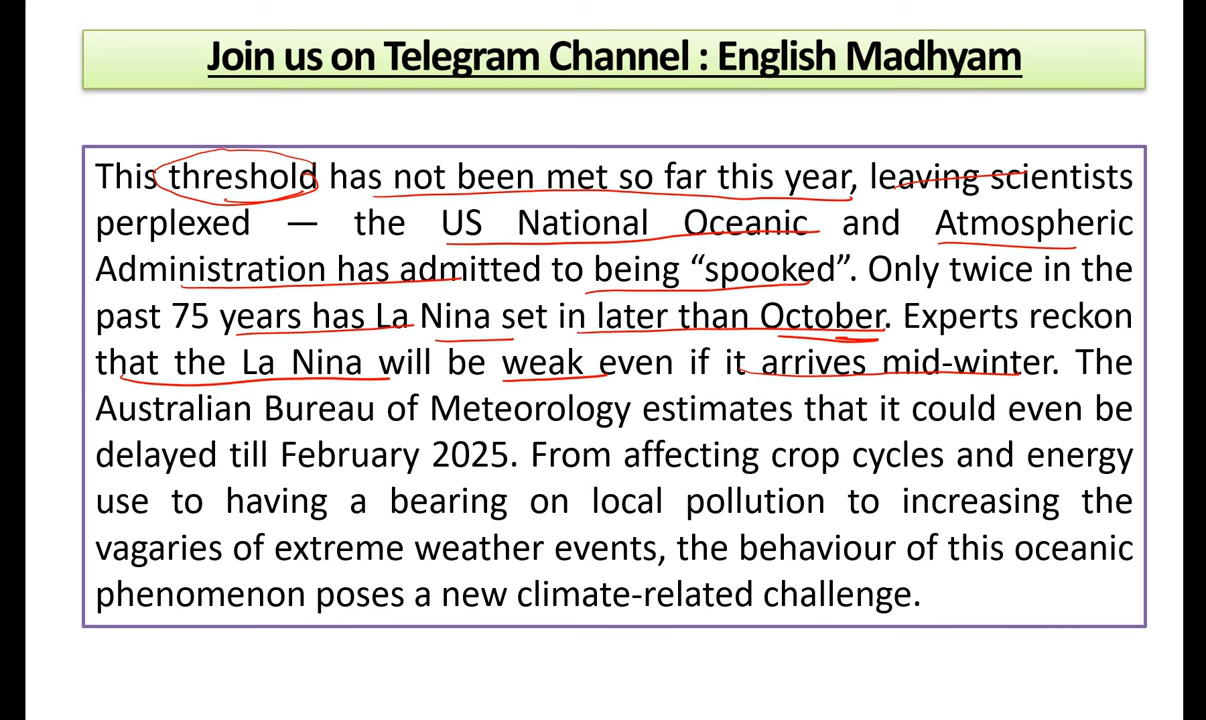 Join us on Telegram Channel : English Madhyam
This threshold has not been met so far this year, leaving scientists
perplexed — the US National Oceanic and Atmospheric
Administration has admitted to being “spooked”. Only twice in the
past 75 years has La Nina set in later than October. Experts reckon
that the La Nina will be weak even if it arrives mid-winter. The
Australian Bureau of Meteorology estimates that it could even be
delayed till February 2025. From affecting crop cycles and energy
use to having a bearing on local pollution to increasing the
vagaries of extreme weather events, the behaviour of this oceanic
phenomenon poses a new climate-related challenge.